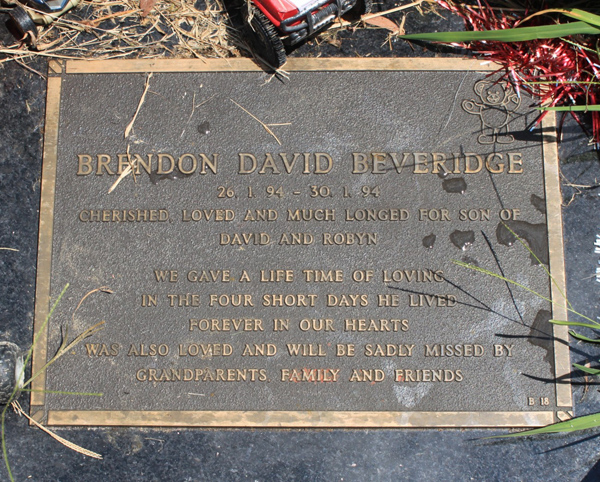 BRENDON DAVID BEVERIDGE
26. 1. 94 - 30. 1. 94
CHERISHED, LOVED AND MUCH LONGED FOR SON OF
DAVID AND ROBYN
WE GAVE A LIFE TIME OF LOVING
IN THE FOUR SHORT DAYS HE LIVED
FOREVER IN OUR HEARTS
WAS ALSO LOVED AND WILL BE SADLY MISSED BY
GRANDPARENTS, FAMILY AND FRIENDS
B 18